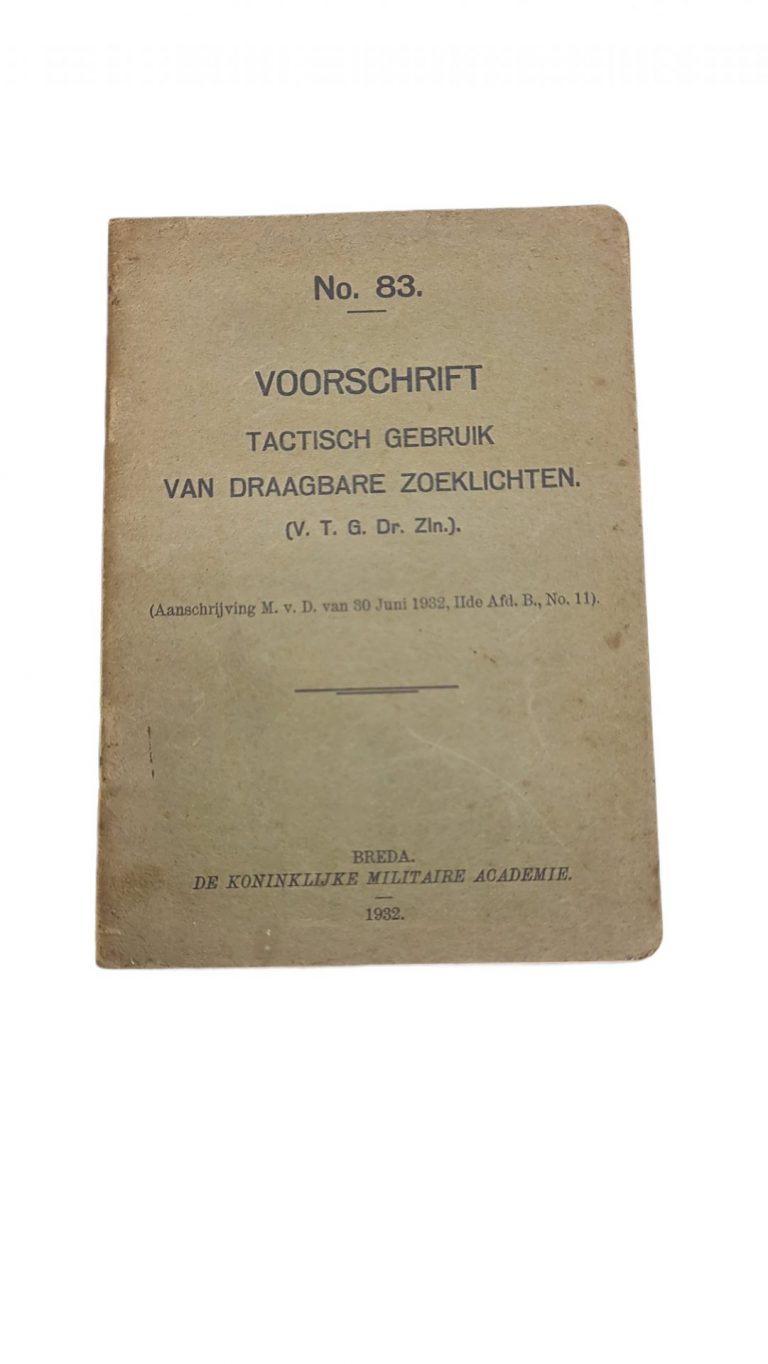 No. 83.
VOORSCHRIFT
TACTISCH GEBRUIK
VAN DRAAGBARE ZOEKLICHTEN.
(V. T. G. Dr. Zln.).
(Aanschrijving M. v. D. van 30 Juni 1932, IIde Afd. B., No. 11).
BREDA.
DE KONINKLIJKE MILITAIRE ACADEMIE.
1932.